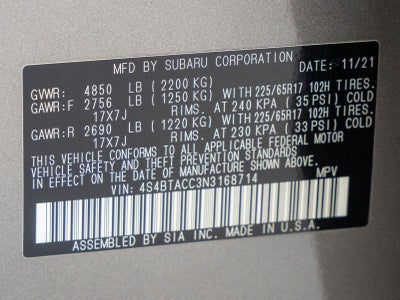 MFD BY SUBARU CORPORATION DATE: 11/21
GVWR: 4850 LB (2200 KG)
GAWR:F 2756 LB (1250 KG) WITH 225/65R17 102H TIRES,
17X7J RIMS. AT 240 KPA (35 PSI) COLD
GAWR:R 2690 LB (1220 KG) WITH 225/65R17 102H TIRES,
17X7J RIMS. AT 230 KPA (33 PSI) COLD
THIS VEHICLE CONFORMS TO ALL APPLICABLE FEDERAL MOTOR
VEHICLE SAFETY AND THEFT PREVENTION STANDARDS IN EFFECT
ON THE DATE OF MANUFACTURE SHOWN ABOVE.
VIN: 4S4BTACC3N3168714 MPV
ASSEMBLED BY SIA INC. MADE IN U.S.A.